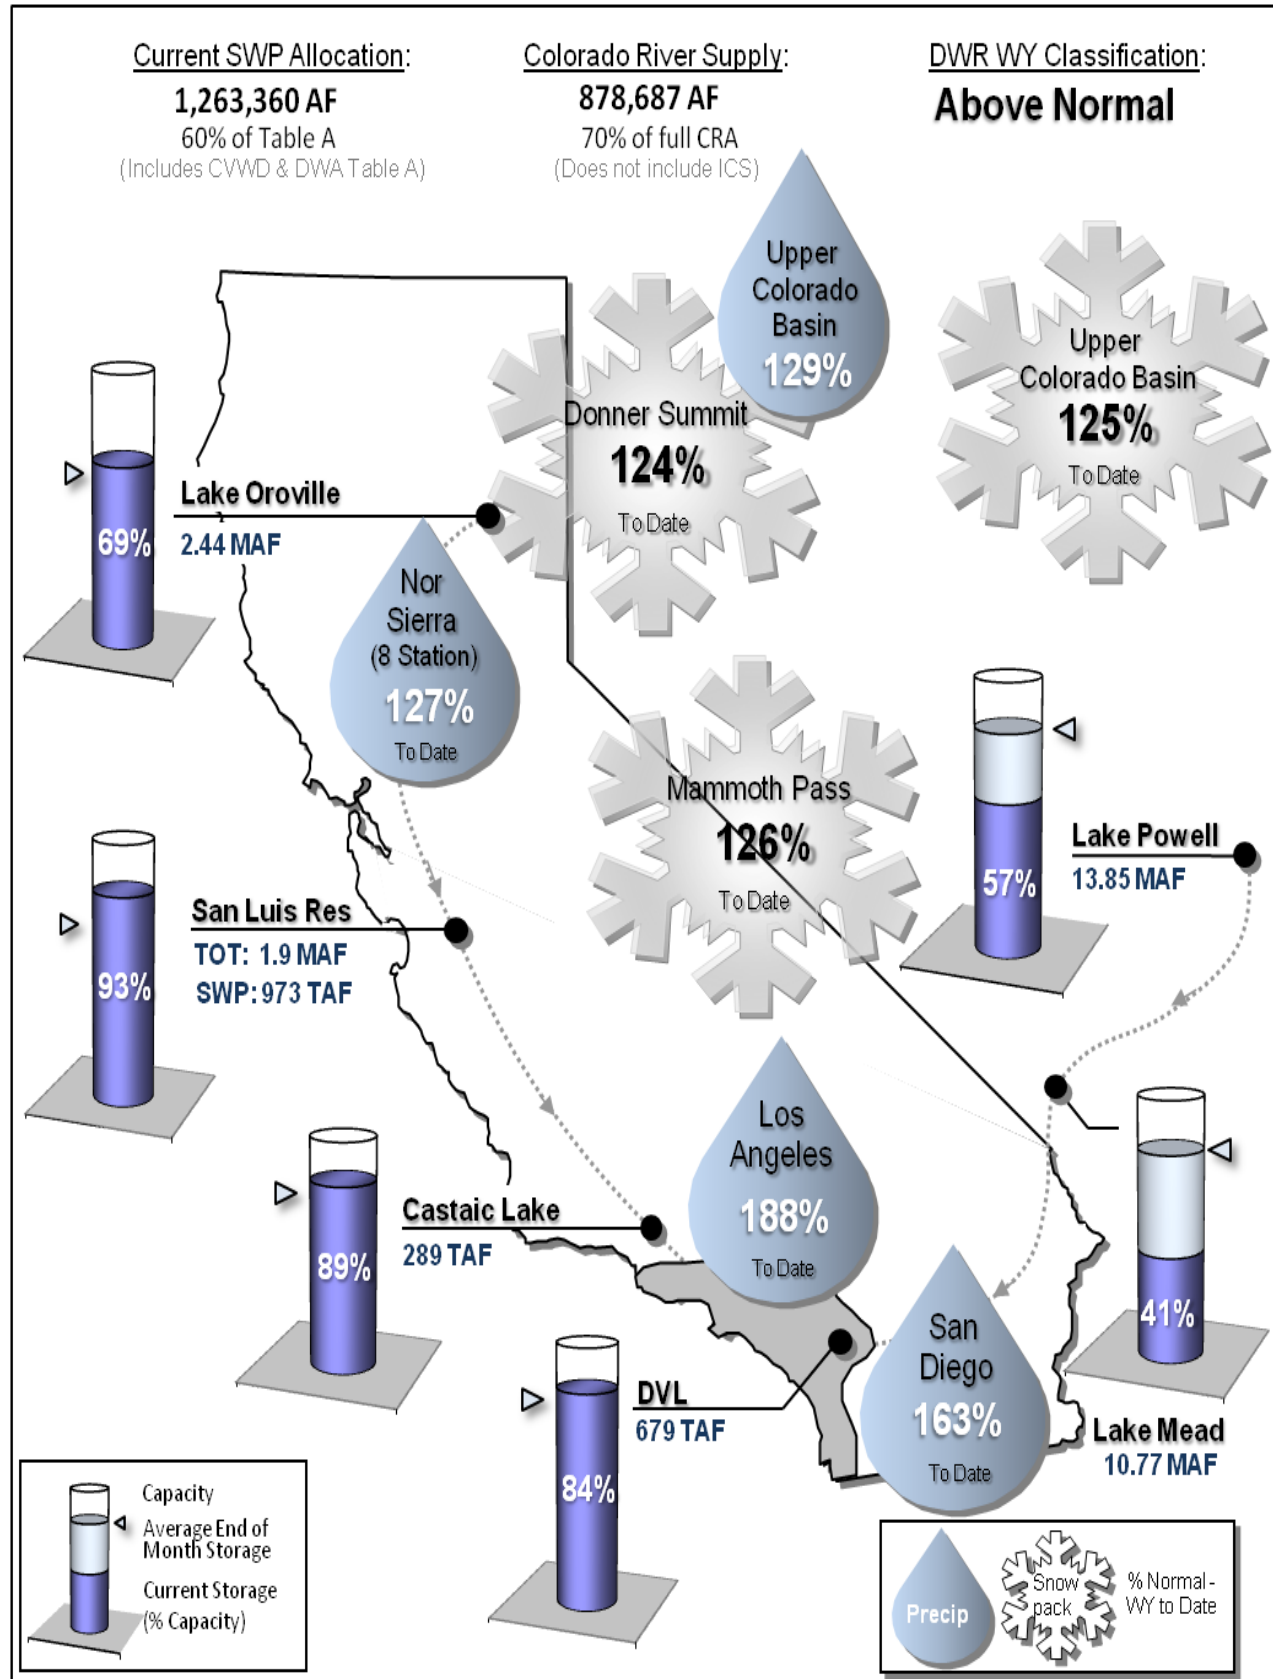 Current SWP Allocation:
1,263,360 AF
60% of Table A
(Includes CVWD & DWA Table A)
Colorado River Supply:
878,687 AF
70% of full CRA
(Does not include ICS)
DWR WY Classification:
Above Normal
Upper
Colorado
Basin
129%
Upper
Colorado Basin
125%
To Date
Donner Summit
124%
To Date
69%
Lake Oroville
2.44 MAF
Nor
Sierra
(8 Station)
127%
To Date
Mammoth Pass
126%
To Date
57%
Lake Powell
13.85 MAF
93%
San Luis Res
TOT: 1.9 MAF
SWP: 973 TAF
Los
Angeles
188%
To Date
89%
Castaic Lake
289 TAF
41%
Lake Mead
10.77 MAF
San
Diego
163%
To Date
84%
DVL
679 TAF
Capacity
Average End of
Month Storage
Current Storage
(% Capacity)
Precip
Snow
pack
% Normal-
WY to Date